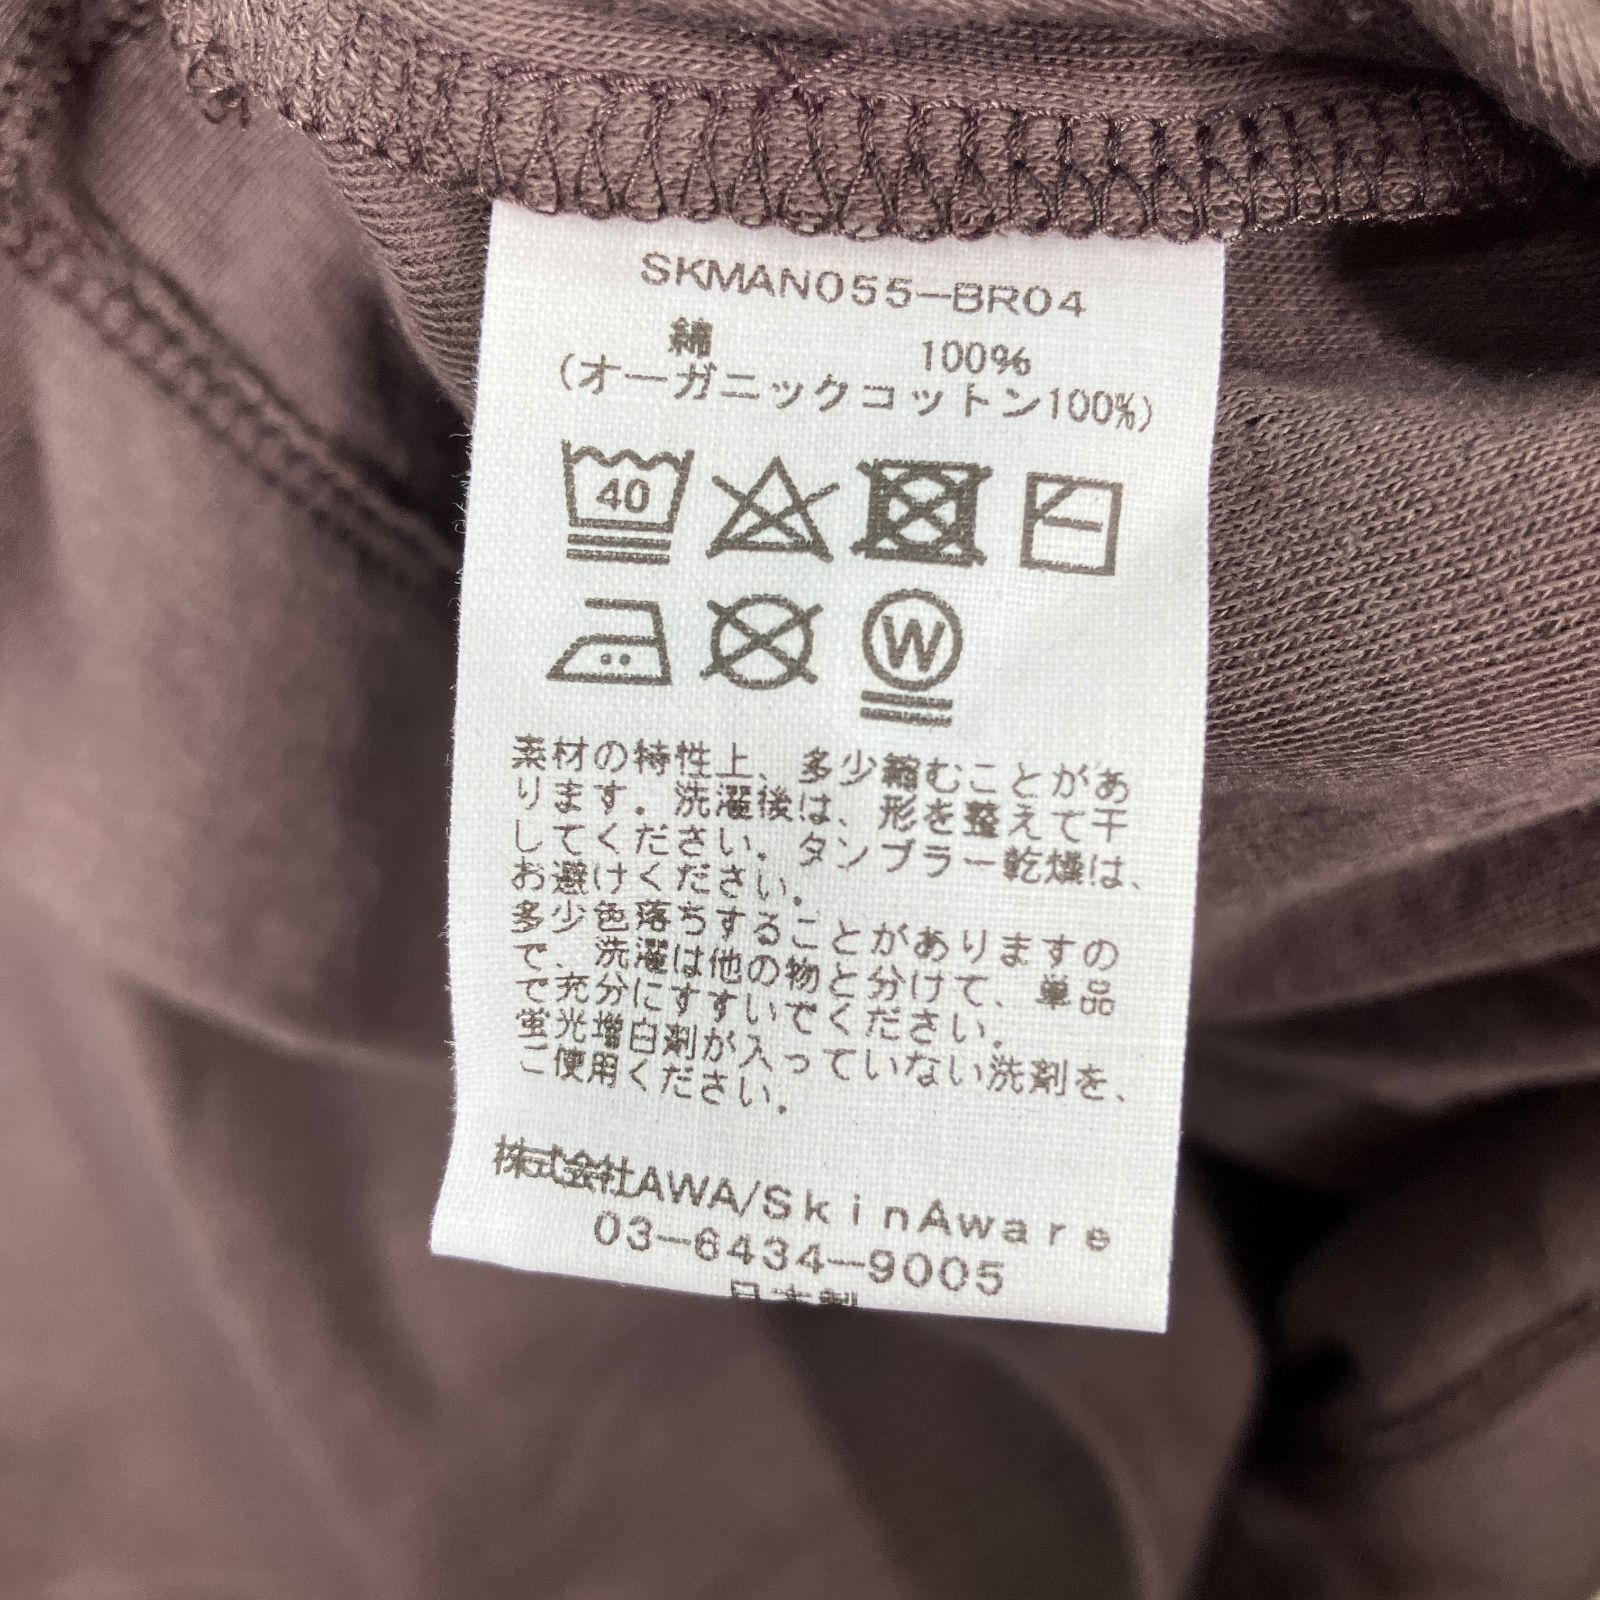 SKMAN055-BR04
綿 100%
(オーガニックコットン100%)
40
W
素材の特性上、多少縮むことがあ
ります。洗濯後は、形を整えて干
してください。タンブラー乾燥は、
お避けください。
多少色落ちすることがありますの
で、洗濯は他の物と分けて、単品
で充分にすすいでください。
蛍光増白剤が入っていない洗剤を、
ご使用ください。
株式会社AWA/SkinAware
03-6434-9005
日本製